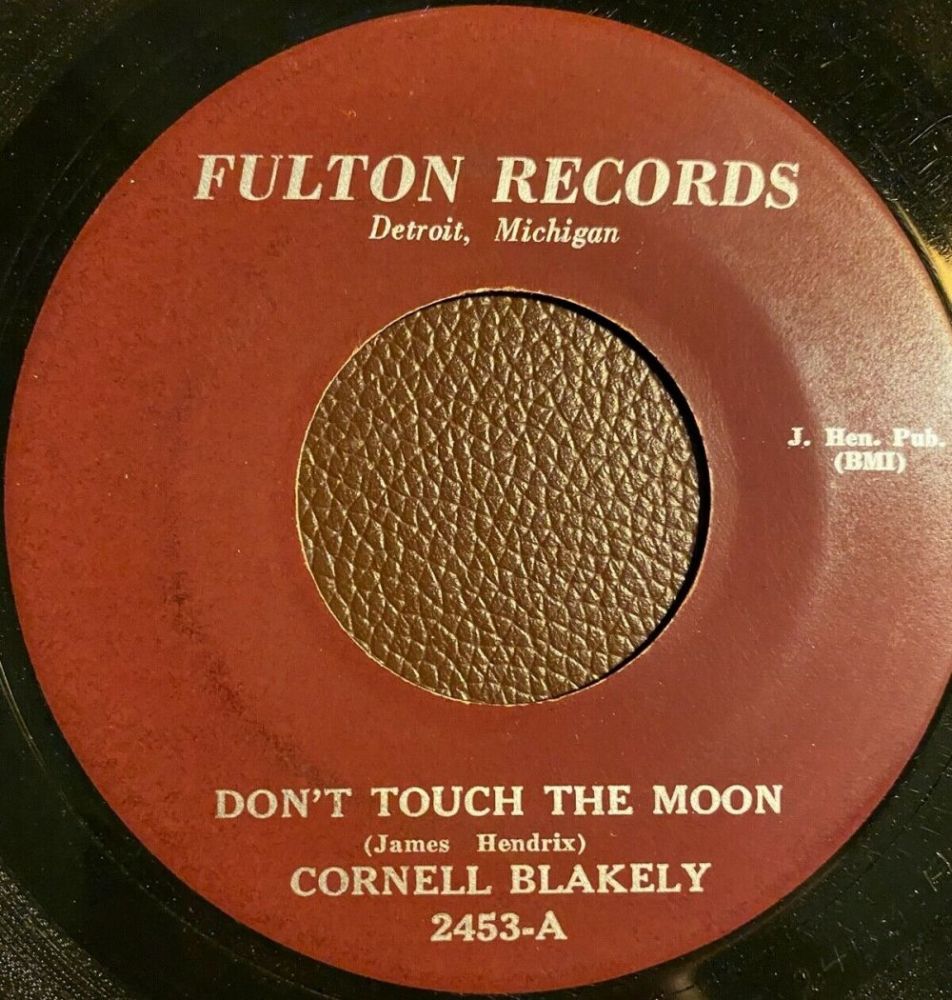 FULTON RECORDS
Detroit, Michigan
J. Hen. Pub.
(BMI)
DON'T TOUCH THE MOON
(James Hendrix)
CORNELL BLAKELY
2453-A